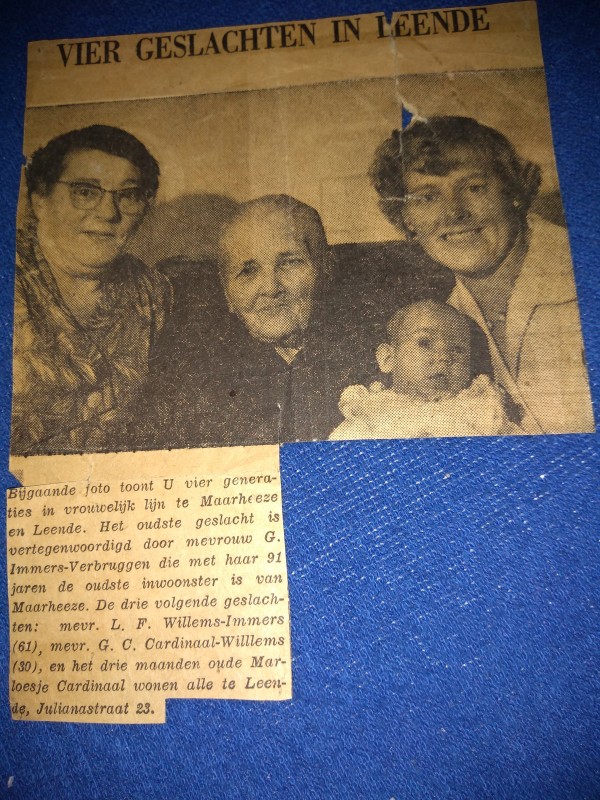 VIER GESLACHTEN IN LEENDE
Bijgaande foto toont U vier genera-
ties in vrouwelijk lijn te Maarheeze
en Leende. Het oudste geslacht is
vertegenwoordigd door mevrouw G.
Immers-Verbruggen die met haar 91
jaren de oudste inwoonster is van
Maarheeze. De drie volgende geslach-
ten: mevr. L. F. Willems-Immers
(61), mevr. G. C. Cardinaal-Willlems
(30), en het drie maanden oude Mar-
loesje Cardinaal wonen alle te Leen-
de, Julianastraat 23.